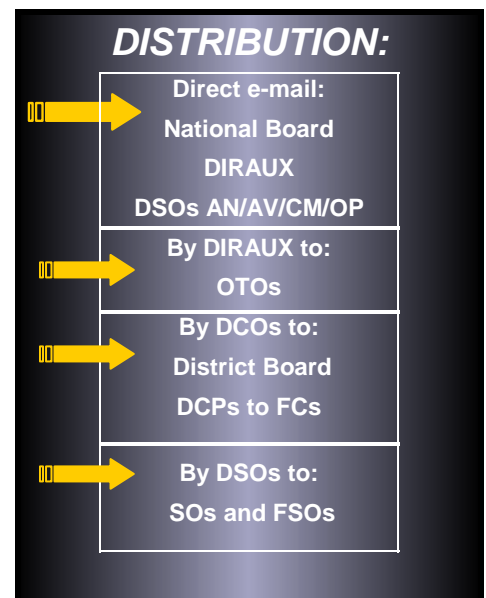 DISTRIBUTION:
Direct e-mail:
National Board
DIRAUX
DSOs AN/AV/CM/OP
By DIRAUX to:
OTOs
By DCOs to:
District Board
DCPs to FCs
By DSOs to:
SOs and FSOs